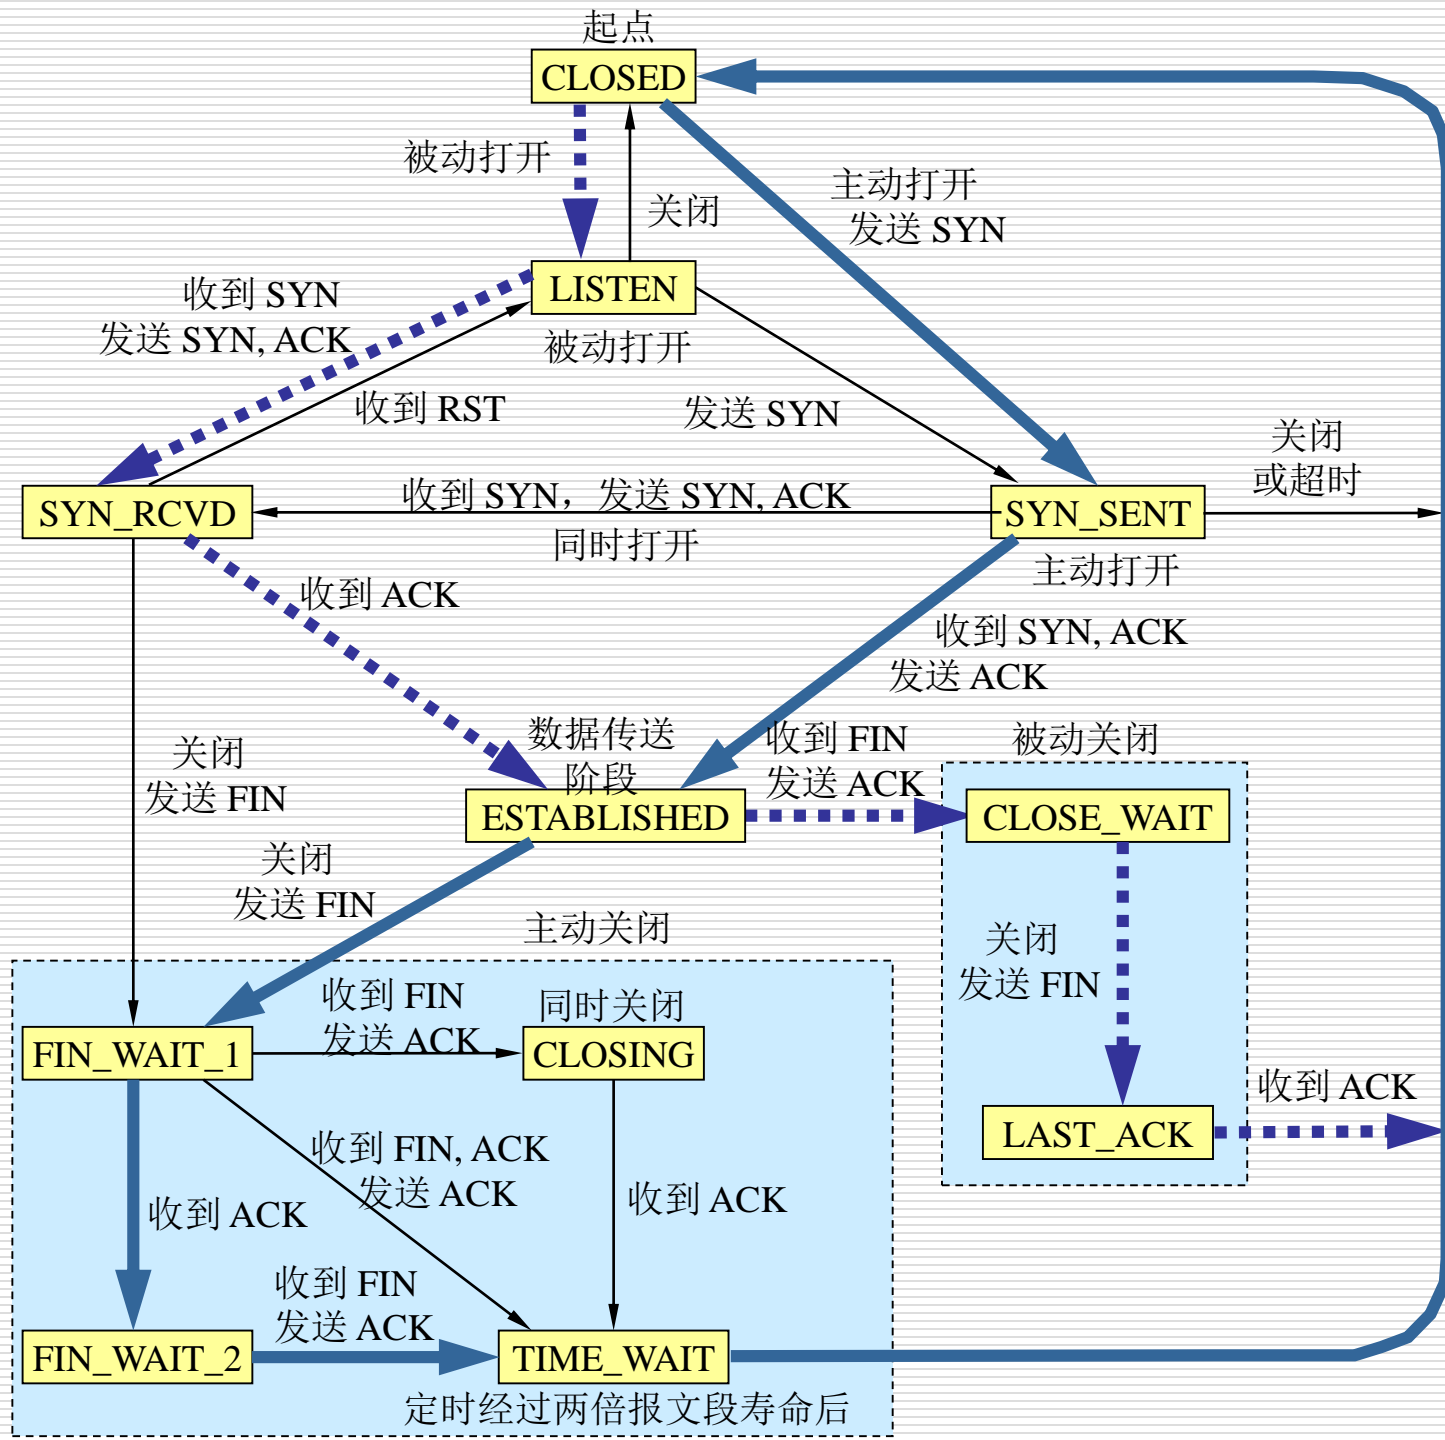 起点
CLOSED
被动打开
关闭
主动打开
发送 SYN
LISTEN
被动打开
收到 SYN
发送 SYN, ACK
收到 RST
发送 SYN
关闭
或超时
SYN_RCVD
收到 SYN，发送 SYN, ACK
同时打开
SYN_SENT
主动打开
收到 ACK
收到 SYN, ACK
发送 ACK
关闭
发送 FIN
数据传送
阶段
ESTABLISHED
收到 FIN
发送 ACK
被动关闭
CLOSE_WAIT
关闭
发送 FIN
主动关闭
关闭
发送 FIN
收到 FIN
发送 ACK
同时关闭
FIN_WAIT_1
CLOSING
LAST_ACK
收到 ACK
收到 FIN, ACK
发送 ACK
收到 ACK
收到 ACK
收到 FIN
发送 ACK
FIN_WAIT_2
TIME_WAIT
定时经过两倍报文段寿命后